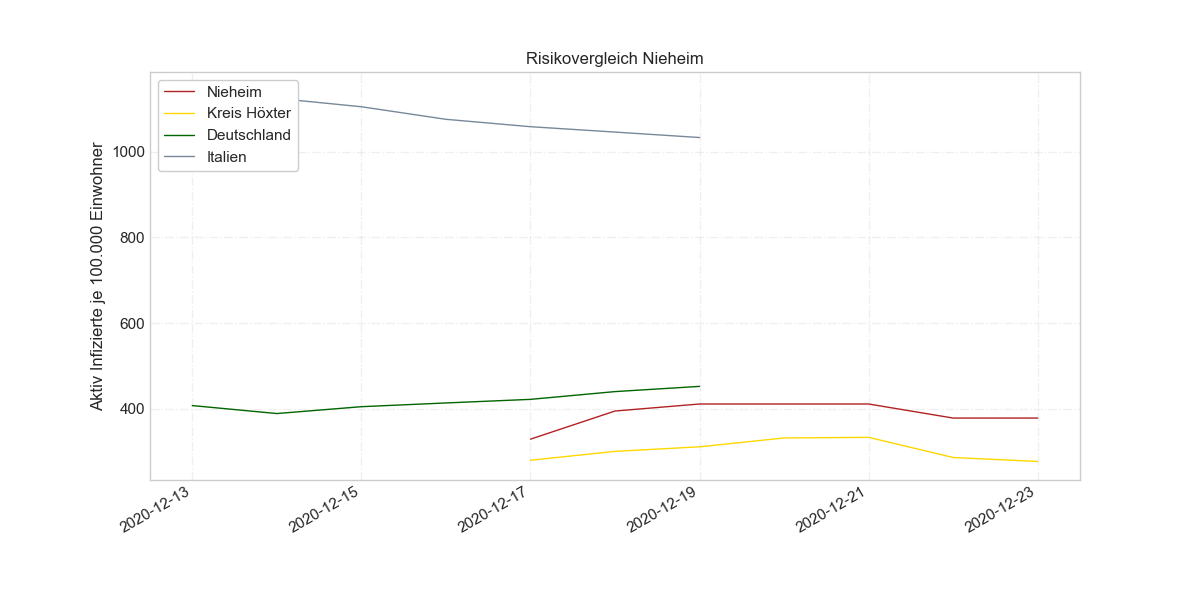 Risikovergleich Nieheim
Nieheim
Kreis Höxter
Deutschland
Italien
Aktiv Infizierte je 100.000 Einwohner
1000
800
600
400
2020-12-13
2020-12-15
2020-12-17
2020-12-19
2020-12-21
2020-12-23